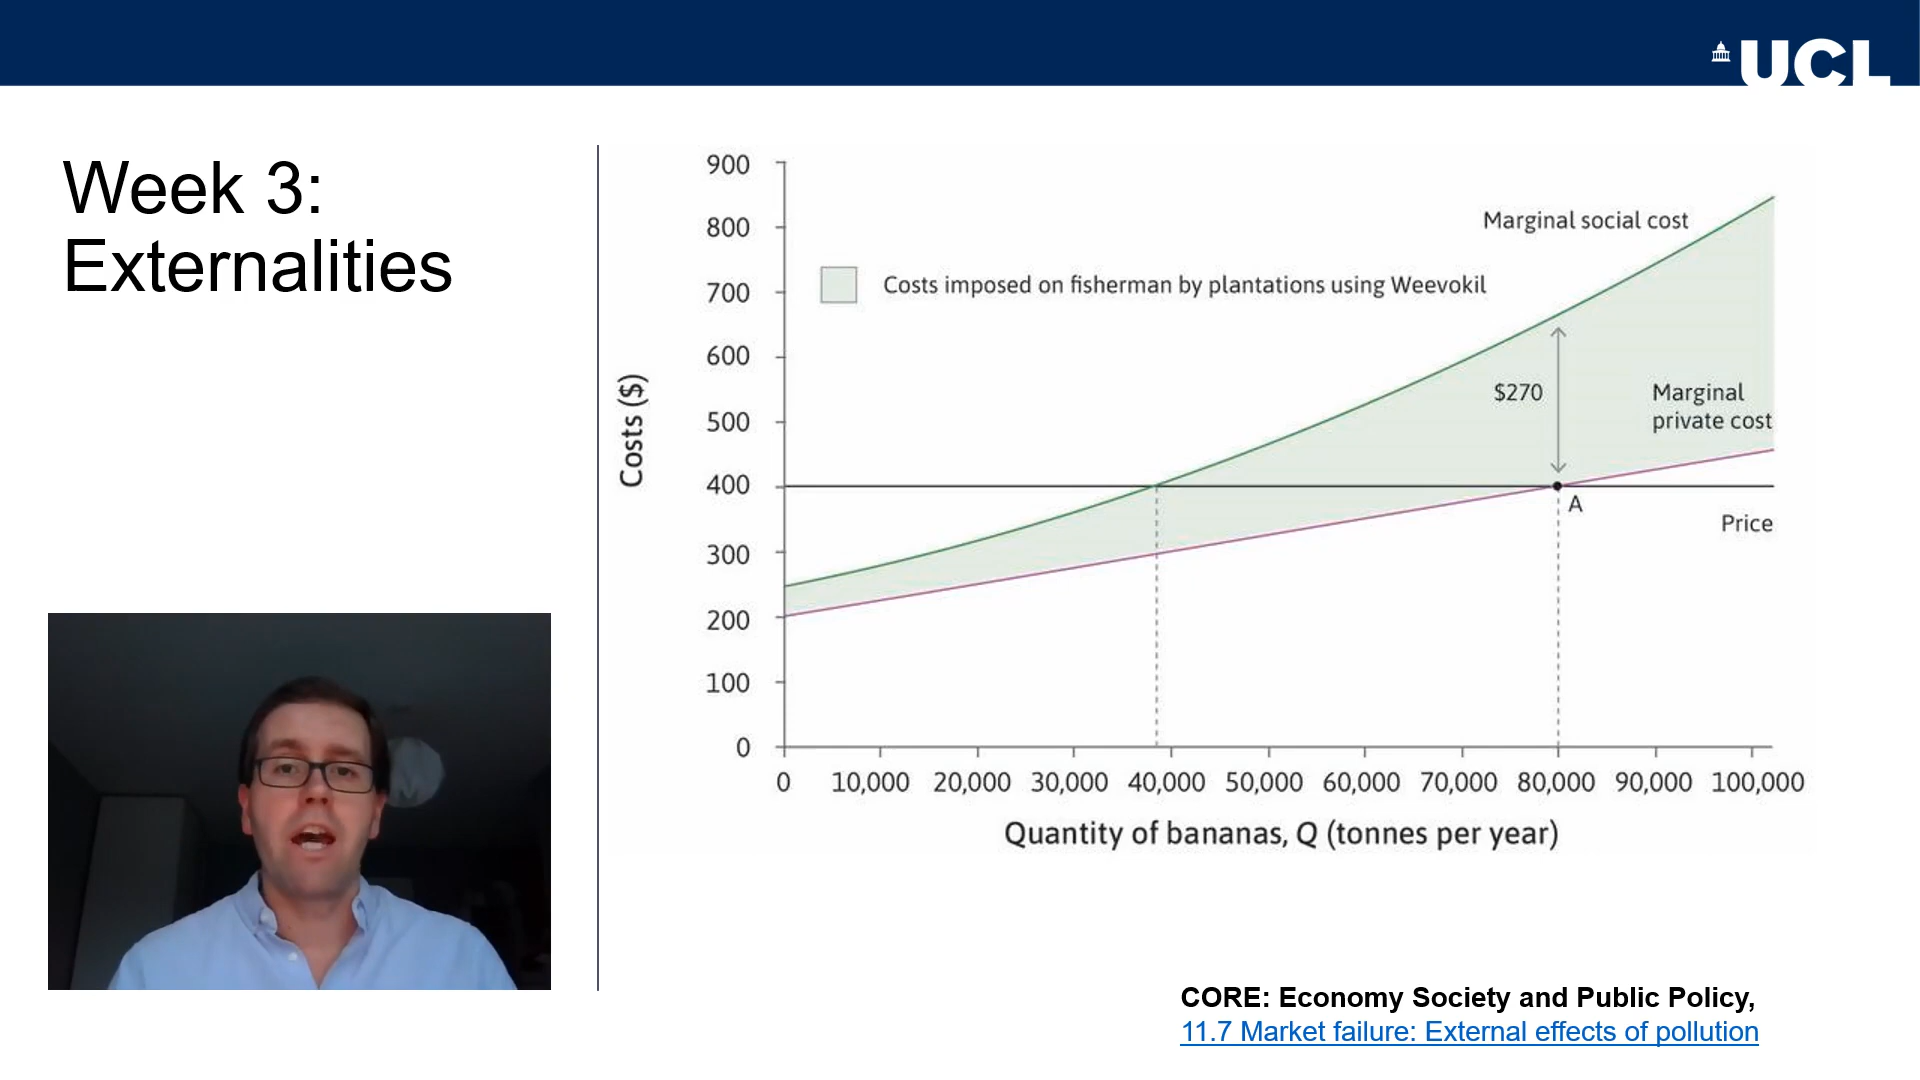 UCL
Week 3:
Externalities
900
800
700
600
500
400
300
200
100
0
Costs ($)
Marginal social cost
Costs imposed on fisherman by plantations using Weevokil
$270
Marginal
private cost
A
Price
0 10,000 20,000 30,000 40,000 50,000 60,000 70,000 80,000 90,000 100,000
Quantity of bananas, Q (tonnes per year)
CORE: Economy Society and Public Policy,
11.7 Market failure: External effects of pollution